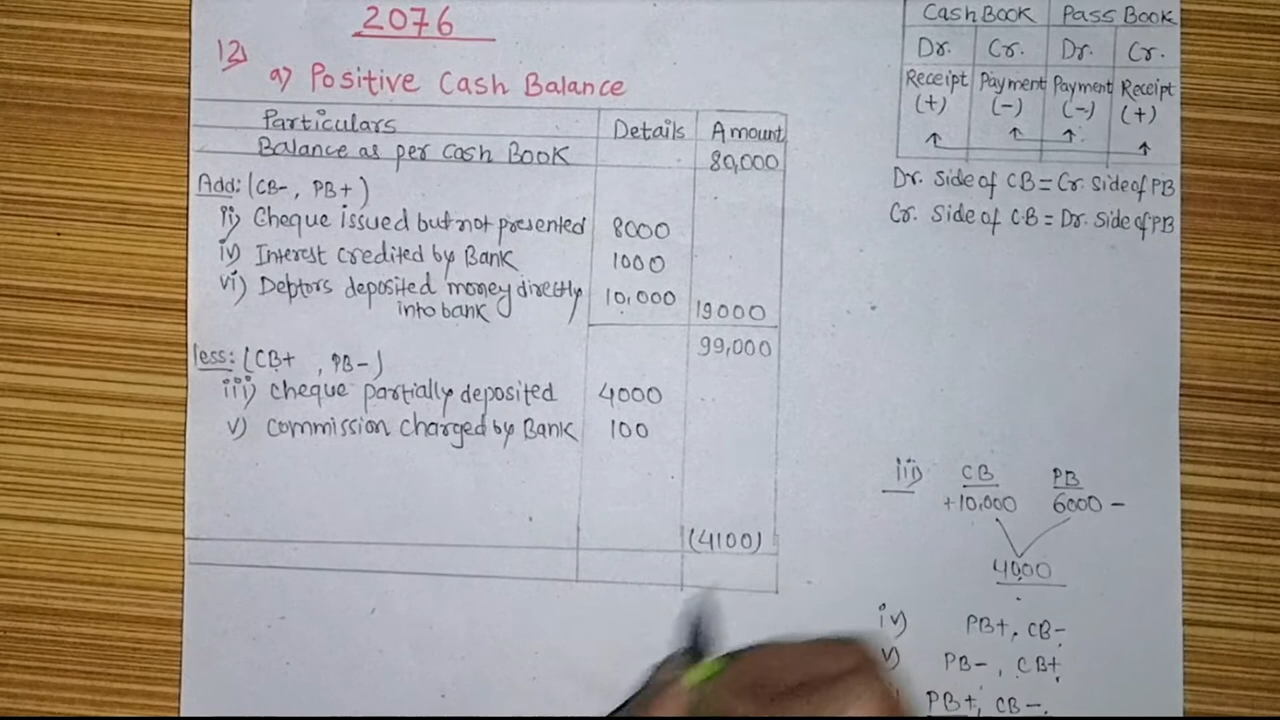 2076
12)
a) Positive Cash Balance
Particulars Details Amount
Balance as per Cash Book 80,000
Add: (CB-, PB+)
ii) Cheque issued but not presented 8000
iv) Interest credited by Bank 1000
vi) Debtors deposited money directly into bank 10,000 19000
99,000
less: (CB+ , PB-)
iii) Cheque partially deposited 4000
v) Commission charged by Bank 100
(4100)
Cash Book Pass Book
Dr. Cr. Dr. Cr.
Receipt Payment Payment Receipt
(+) (-) (-) (+)
Dr. Side of CB = Cr. Side of PB
Cr. Side of CB = Dr. Side of PB
iii) CB PB
+10,000 6000 -
4000
iv) PB+, CB-
v) PB-, CB+
PB+, CB-.